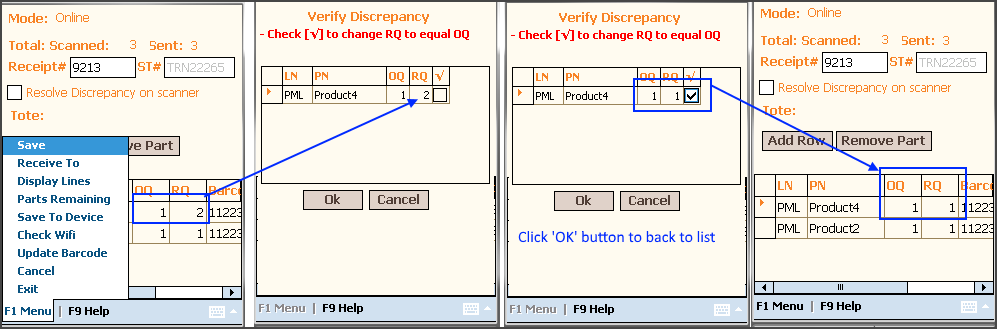 Mode: Online
Total: Scanned: 3 Sent: 3
Receipt# 9213 ST# TRN22265
Resolve Discrepancy on scanner
Tote:
Save
Receive To
Display Lines
Parts Remaining
Save To Device
Check Wifi
Update Barcode
Cancel
Exit
ve Part
OQ RQ Barco
1 2 11223
1 1 11223
F1 Menu | F9 Help
Verify Discrepancy
- Check [√] to change RQ to equal OQ
LN PN OQ RQ √
PML Product4 1 2
Ok Cancel
F1 Menu | F9 Help
Verify Discrepancy
- Check [√] to change RQ to equal OQ
LN PN OQ RQ √
PML Product4 1 1
Ok Cancel
Click 'OK' button to back to list
F1 Menu | F9 Help
Mode: Online
Total: Scanned: 3 Sent: 3
Receipt# 9213 ST# TRN22265
Resolve Discrepancy on scanner
Tote:
Add Row Remove Part
LN PN OQ RQ Barco
PML Product4 1 1 11223
PML Product2 1 1 11223
F1 Menu | F9 Help